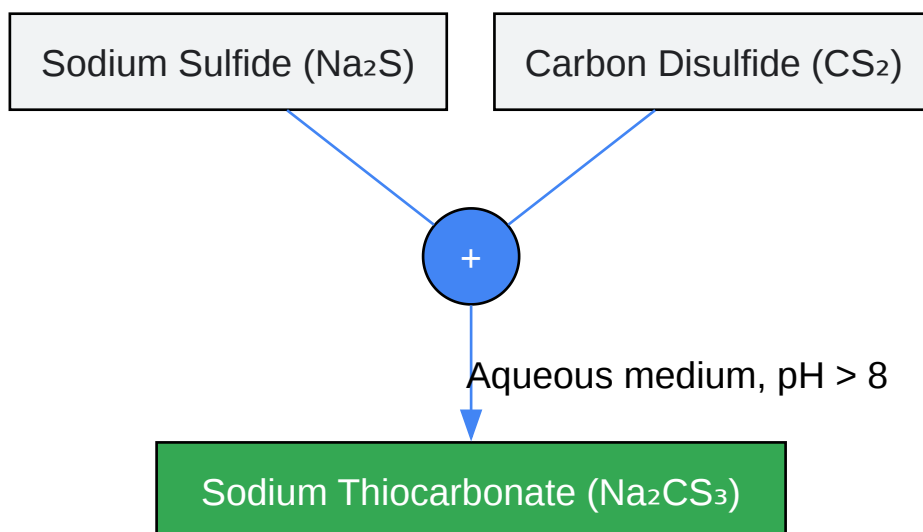 Sodium Sulfide (Na₂S)
Carbon Disulfide (CS₂)
+
Aqueous medium, pH > 8
Sodium Thiocarbonate (Na₂CS₃)